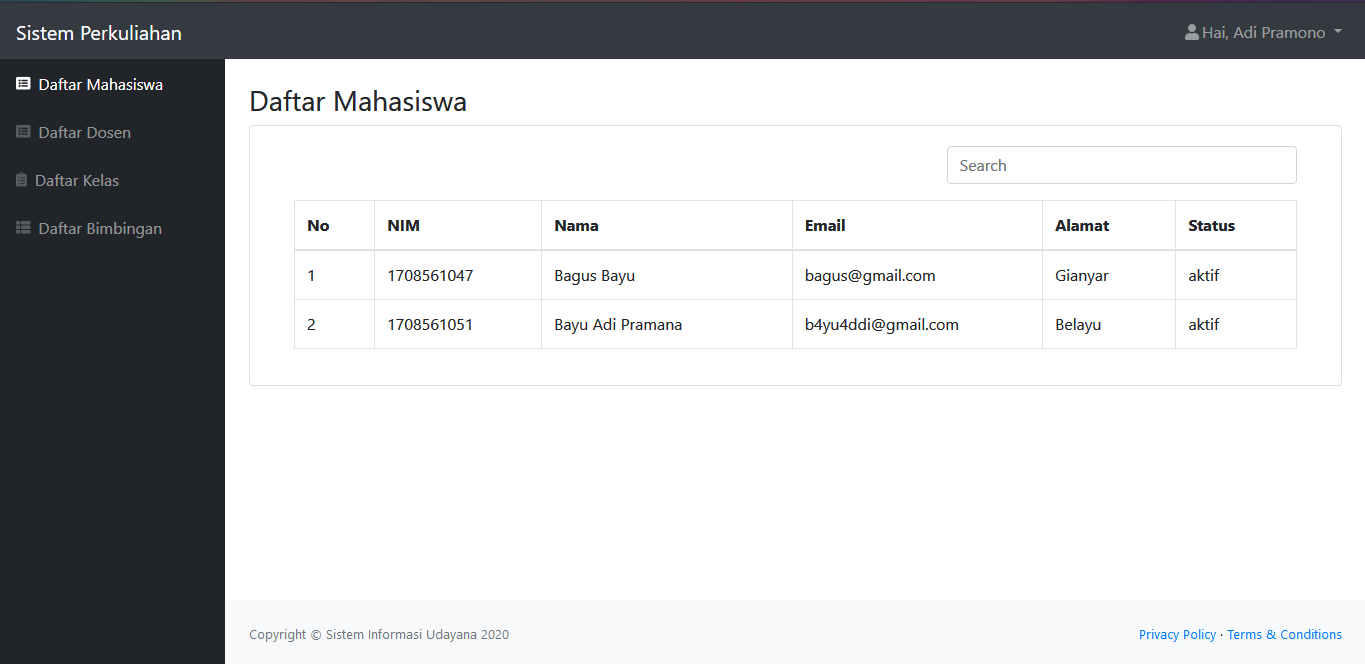 Sistem Perkuliahan
Hai, Adi Pramono
Daftar Mahasiswa
Daftar Dosen
Daftar Kelas
Daftar Bimbingan
Daftar Mahasiswa
Search
No NIM Nama Email Alamat Status
1 1708561047 Bagus Bayu bagus@gmail.com Gianyar aktif
2 1708561051 Bayu Adi Pramana b4yu4ddi@gmail.com Belayu aktif
Copyright © Sistem Informasi Udayana 2020
Privacy Policy · Terms & Conditions